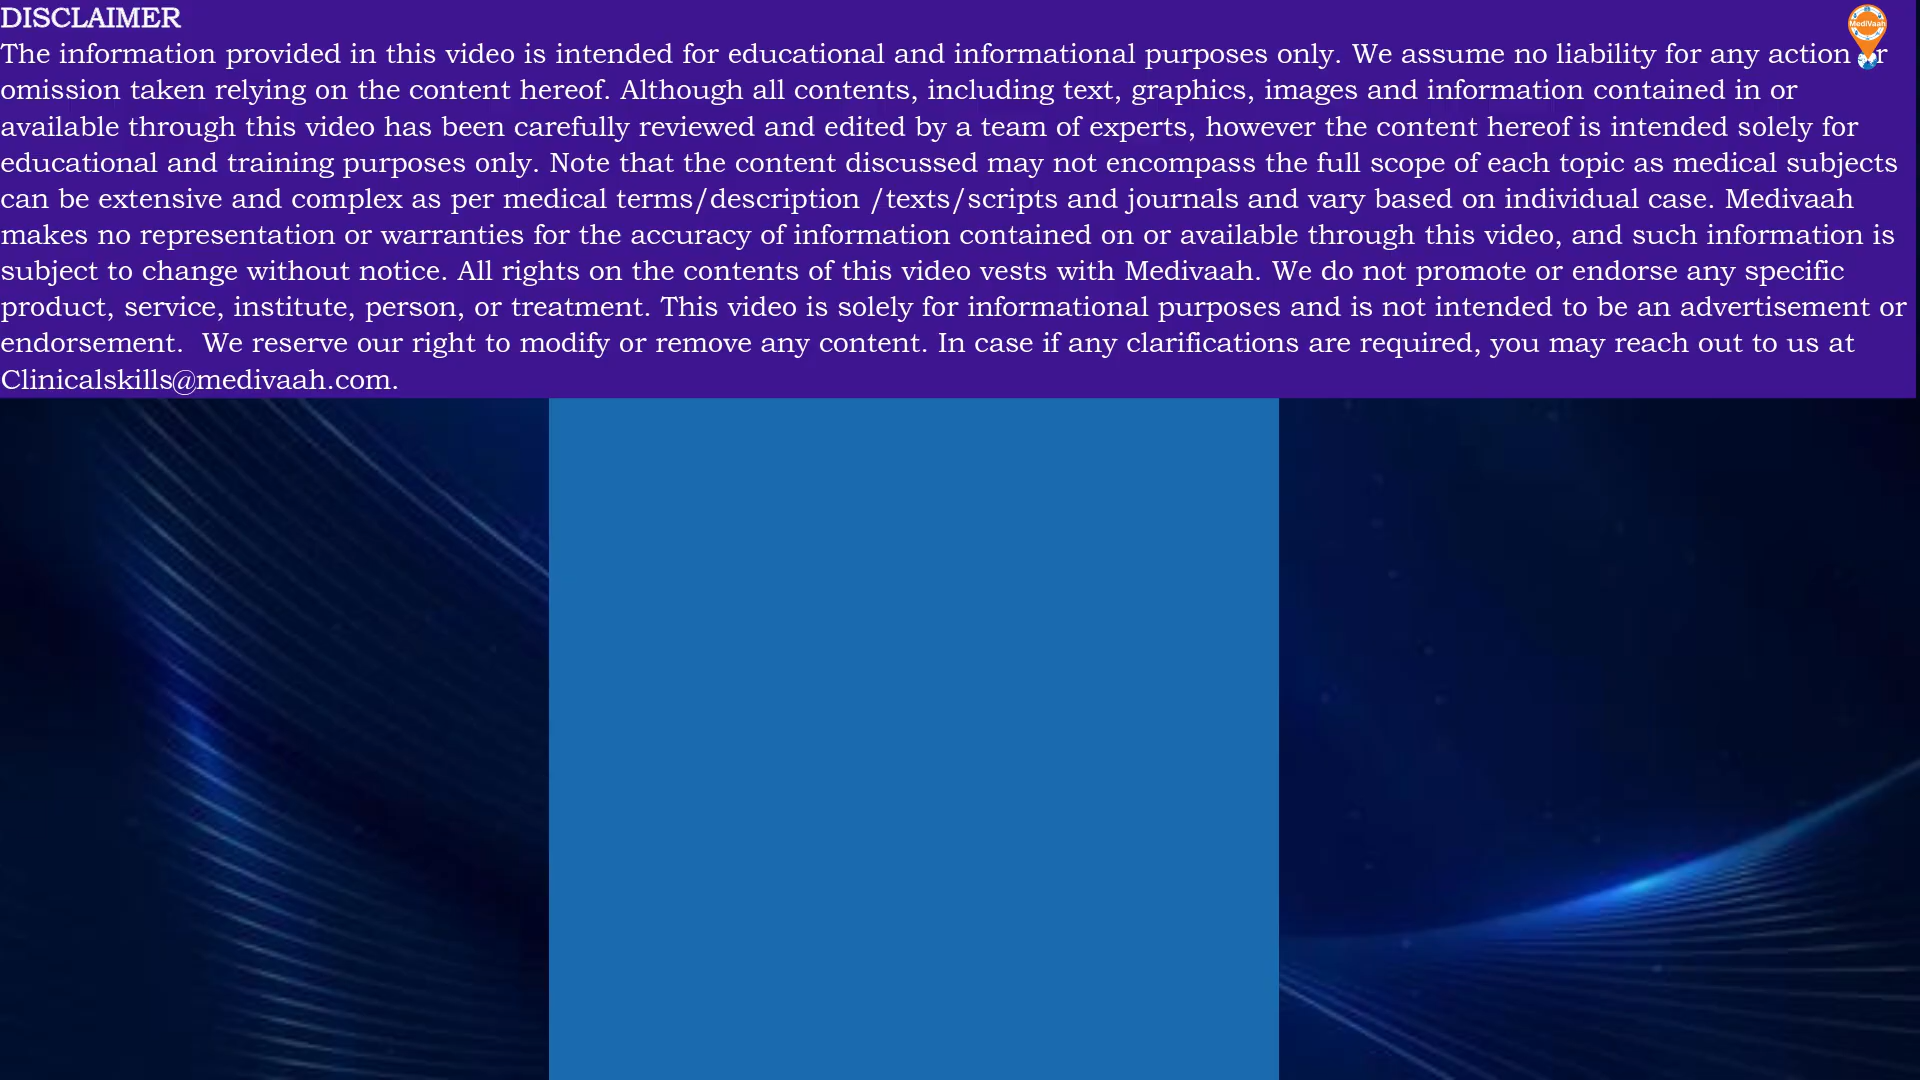 DISCLAIMER
The information provided in this video is intended for educational and informational purposes only. We assume no liability for any action
omission taken relying on the content hereof. Although all contents, including text, graphics, images and information contained in or
available through this video has been carefully reviewed and edited by a team of experts, however the content hereof is intended solely for
educational and training purposes only. Note that the content discussed may not encompass the full scope of each topic as medical subjects
can be extensive and complex as per medical terms/description /texts/scripts and journals and vary based on individual case. Medivaah
makes no representation or warranties for the accuracy of information contained on or available through this video, and such information is
subject to change without notice. All rights on the contents of this video vests with Medivaah. We do not promote or endorse any specific
product, service, institute, person, or treatment. This video is solely for informational purposes and is not intended to be an advertisement or
endorsement.  We reserve our right to modify or remove any content. In case if any clarifications are required, you may reach out to us at
Clinicalskills@medivaah.com.
MediVaah